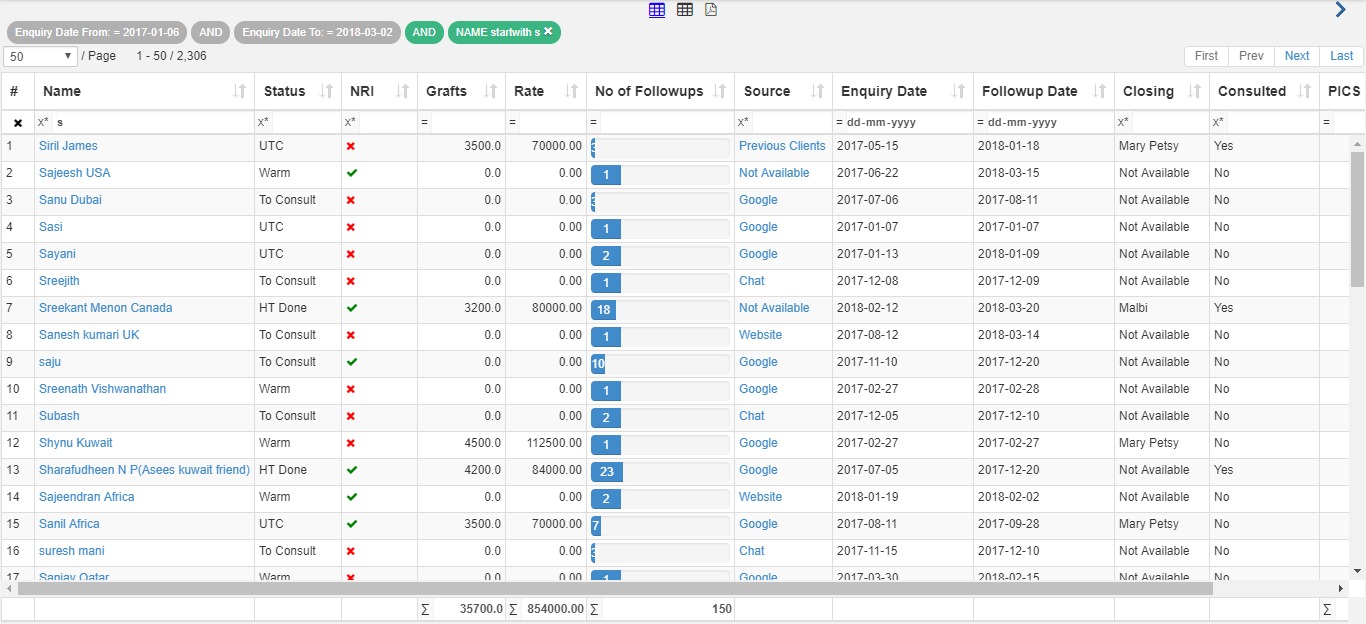 Enquiry Date From: = 2017-01-06 AND Enquiry Date To: = 2018-03-02 AND NAME startwith s ×
50 / Page 1 - 50 / 2,306 First Prev Next Last
# Name Status NRI Grafts Rate No of Followups Source Enquiry Date Followup Date Closing Consulted PICS
× X* s X* X* = = = X* = dd-mm-yyyy = dd-mm-yyyy X* X* =
1 Siril James UTC 3500.0 70000.00 3 Previous Clients 2017-05-15 2018-01-18 Mary Petsy Yes
2 Sajeesh USA Warm 0.0 0.00 1 Not Available 2017-06-22 2018-03-15 Not Available No
3 Sanu Dubai To Consult 0.0 0.00 3 Google 2017-07-06 2017-08-11 Not Available No
4 Sasi UTC 0.0 0.00 1 Google 2017-01-07 2017-01-07 Not Available No
5 Sayani UTC 0.0 0.00 2 Google 2017-01-13 2018-01-09 Not Available No
6 Sreejith To Consult 0.0 0.00 1 Chat 2017-12-08 2017-12-09 Not Available No
7 Sreekant Menon Canada HT Done 3200.0 80000.00 18 Not Available 2018-02-12 2018-03-20 Malbi Yes
8 Sanesh kumari UK To Consult 0.0 0.00 1 Website 2017-08-12 2018-03-14 Not Available No
9 saju To Consult 0.0 0.00 10 Google 2017-11-10 2017-12-20 Not Available No
10 Sreenath Vishwanathan Warm 0.0 0.00 1 Google 2017-02-27 2017-02-28 Not Available No
11 Subash To Consult 0.0 0.00 2 Chat 2017-12-05 2017-12-10 Not Available No
12 Shynu Kuwait Warm 4500.0 112500.00 1 Google 2017-02-27 2017-02-27 Mary Petsy No
13 Sharafudheen N P(Asees kuwait friend) HT Done 4200.0 84000.00 23 Google 2017-07-05 2017-12-20 Not Available Yes
14 Sajeendran Africa Warm 0.0 0.00 2 Website 2018-01-19 2018-02-02 Not Available No
15 Sanil Africa UTC 3500.0 70000.00 7 Google 2017-08-11 2017-09-28 Mary Petsy No
16 suresh mani To Consult 0.0 0.00 3 Chat 2017-11-15 2017-12-10 Not Available No
17 Sanjay Qatar Warm 0.0 0.00 1 Google 2017-03-30 2018-02-15 Not Available No
Σ 35700.0 Σ 854000.00 Σ 150 Σ